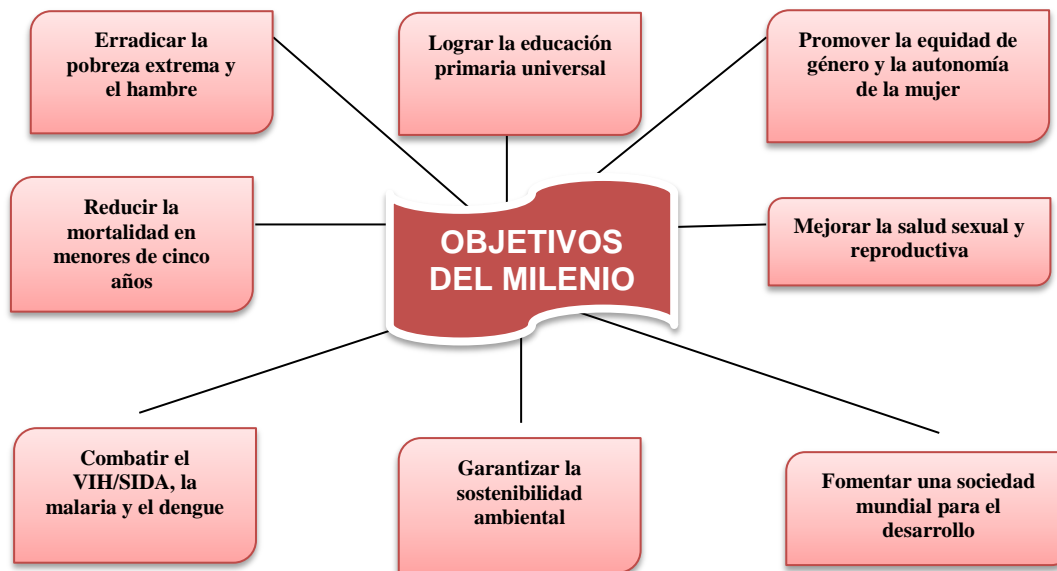 Erradicar la
pobreza extrema y
el hambre
Lograr la educación
primaria universal
Promover la equidad de
género y la autonomía
de la mujer
Reducir la
mortalidad en
menores de cinco
años
OBJETIVOS
DEL MILENIO
Mejorar la salud sexual y
reproductiva
Combatir el
VIH/SIDA, la
malaria y el dengue
Garantizar la
sostenibilidad
ambiental
Fomentar una sociedad
mundial para el
desarrollo